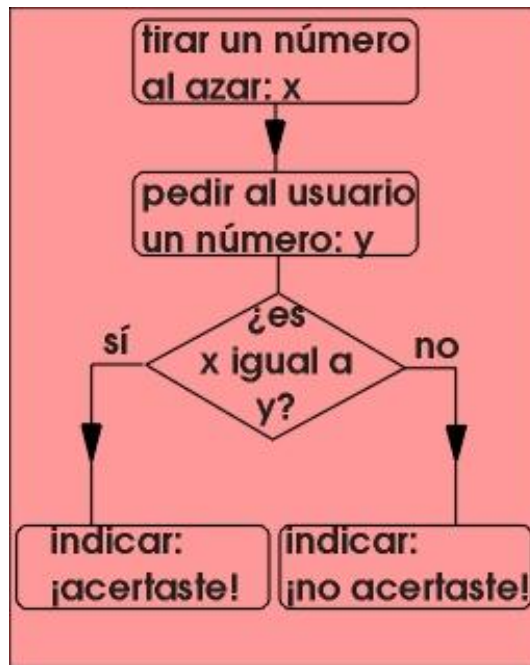 tirar un número
al azar: x
pedir al usuario
un número: y
¿es
x igual a
y?
sí
no
indicar:
¡acertaste!
indicar:
¡no acertaste!